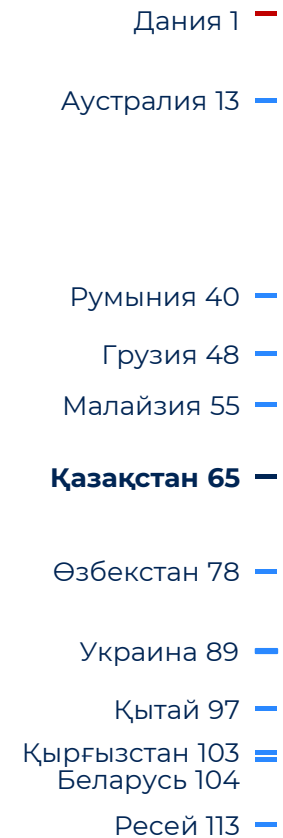 Дания 1
Аустралия 13
Румыния 40
Грузия 48
Малайзия 55
Қазақстан 65
Өзбекстан 78
Украина 89
Қытай 97
Қырғызстан 103
Беларусь 104
Ресей 113